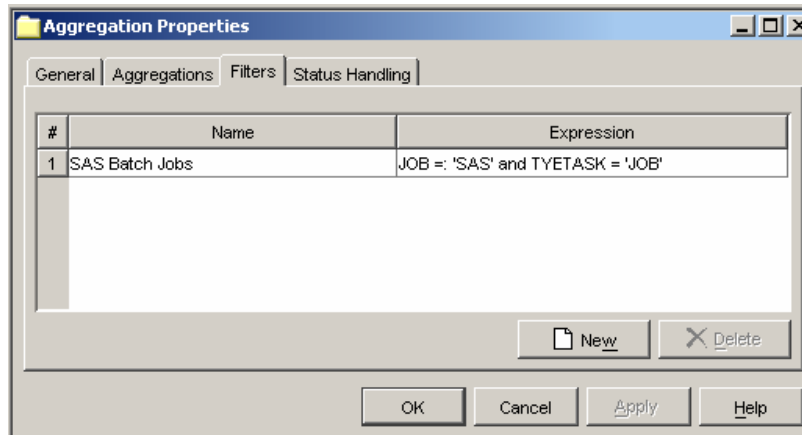 Aggregation Properties
General Aggregations Filters Status Handling
# Name Expression
1 SAS Batch Jobs JOB =: 'SAS' and TYETASK = 'JOB'
New Delete
OK Cancel Apply Help